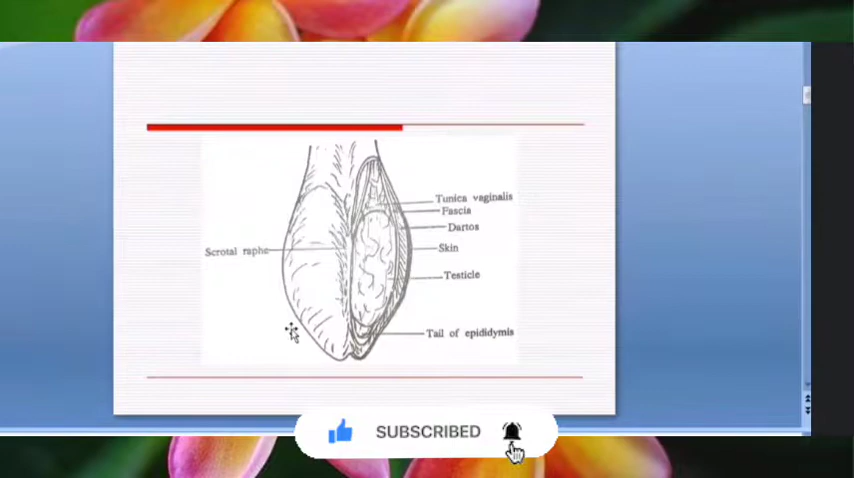 Tunica vaginalis
Fascia
Dartos
Scrotal raphe
Skin
Testicle
Tail of epididymis
SUBSCRIBED